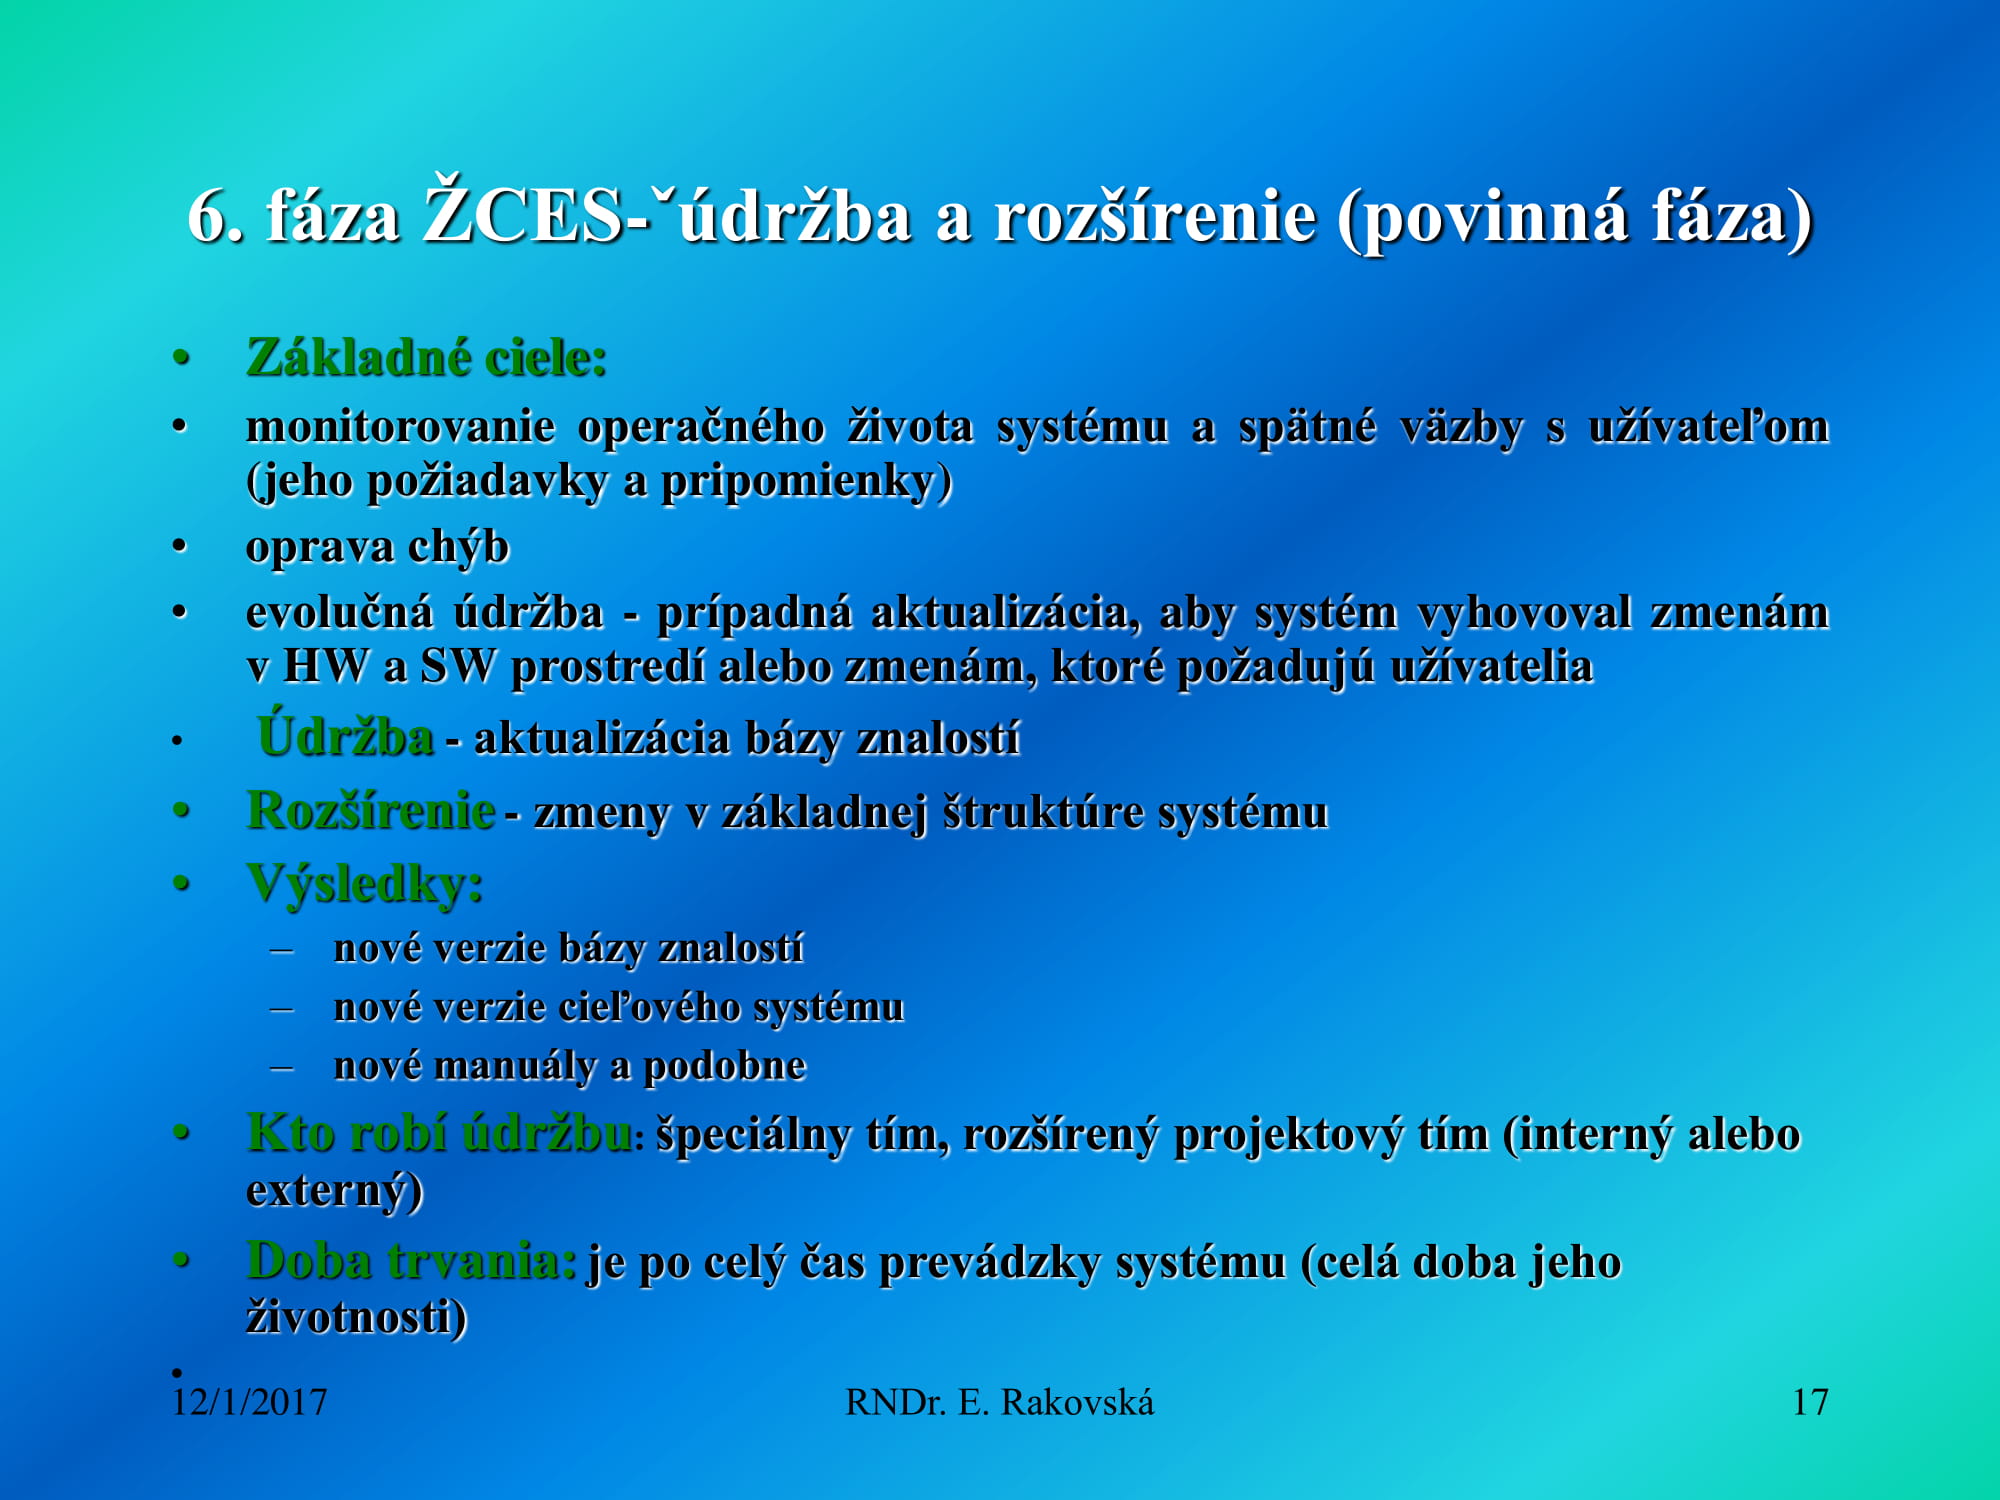 6. fáza ŽCES-ˇúdržba a rozšírenie (povinná fáza)
• Základné ciele:
• monitorovanie operačného života systému a spätné väzby s užívateľom
(jeho požiadavky a pripomienky)
• oprava chýb
• evolučná údržba - prípadná aktualizácia, aby systém vyhovoval zmenám
v HW a SW prostredí alebo zmenám, ktoré požadujú užívatelia
• Údržba - aktualizácia bázy znalostí
• Rozšírenie - zmeny v základnej štruktúre systému
• Výsledky:
– nové verzie bázy znalostí
– nové verzie cieľového systému
– nové manuály a podobne
• Kto robí údržbu: špeciálny tím, rozšírený projektový tím (interný alebo
externý)
• Doba trvania: je po celý čas prevádzky systému (celá doba jeho
životnosti)
•
12/1/2017 RNDr. E. Rakovská 17